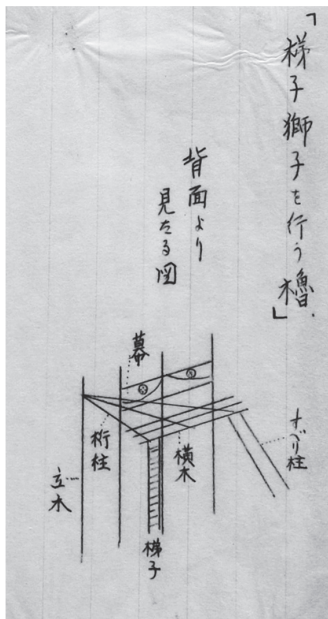 「梯子獅子を行う櫓.」
背面より
見たる図
幕
桁柱
横木
すべり柱
立木
梯子